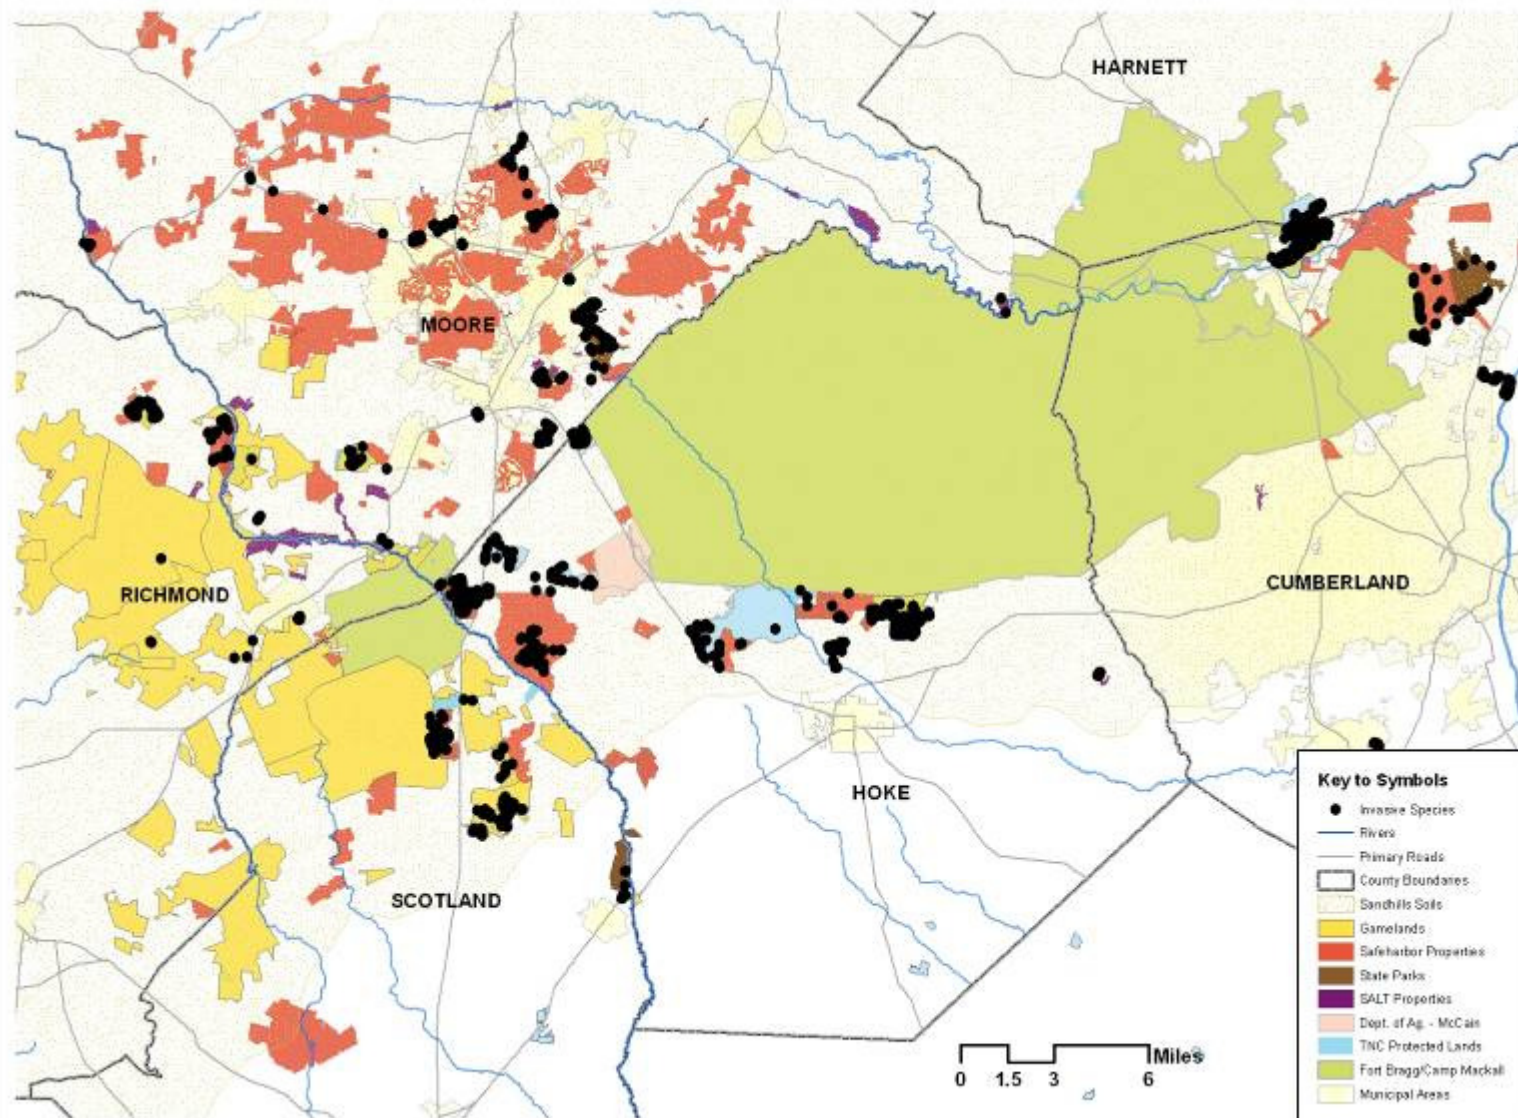 HARNETT
MOORE
RICHMOND
CUMBERLAND
HOKE
SCOTLAND
Key to Symbols
Invasive Species
Rivers
Primary Roads
County Boundaries
Sandhills Soils
Gamelands
Safeharbor Properties
State Parks
SALT Properties
Dept. of Ag. - McCain
TNC Protected Lands
Fort Bragg/Camp Mackall
Municipal Areas
Miles
0 1.5 3 6